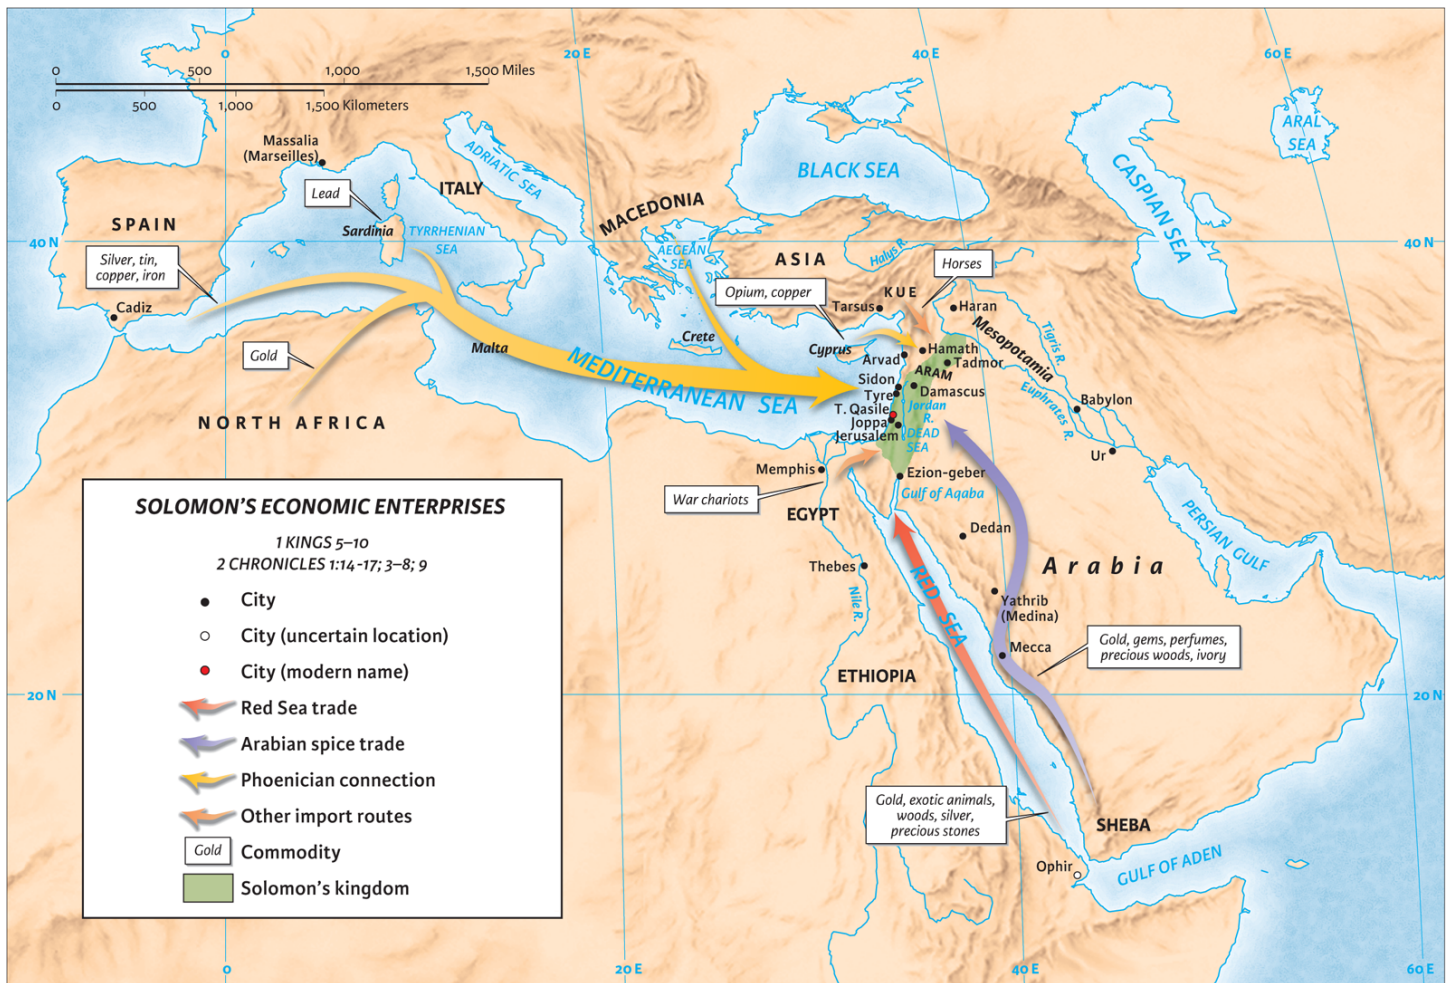 0
20 E
40 E
60 E
0
500
1,000
1,500 Miles
0
500
1,000
1,500 Kilometers
Massalia
(Marseilles)
ADRIATIC SEA
ITALY
Lead
Sardinia
TYRRHENIAN
SEA
SPAIN
40 N
Silver, tin,
copper, iron
Cadiz
Gold
NORTH AFRICA
Malta
MEDITERRANEAN SEA
MACEDONIA
AEGEAN
SEA
Crete
BLACK SEA
ASIA
Halys R.
Opium, copper
KUE
Tarsus
Horses
Haran
Cyprus
Arvad
Hamath
Tadmor
ARAM
Mesopotamia
Tigris R.
Euphrates R.
CASPIAN SEA
ARAL
SEA
40 N
Sidon
Tyre
Damascus
T. Qasile
Jordan
R.
Joppa
Jerusalem
DEAD
SEA
Babylon
Ur
Memphis
Ezion-geber
Gulf of Aqaba
War chariots
EGYPT
Dedan
Thebes
Nile R.
RED SEA
Arabia
PERSIAN GULF
Yathrib
(Medina)
Mecca
Gold, gems, perfumes,
precious woods, ivory
ETHIOPIA
20 N
20 N
Gold, exotic animals,
woods, silver,
precious stones
SHEBA
Ophir
GULF OF ADEN
SOLOMON'S ECONOMIC ENTERPRISES
1 KINGS 5–10
2 CHRONICLES 1:14-17; 3–8; 9
City
City (uncertain location)
City (modern name)
Red Sea trade
Arabian spice trade
Phoenician connection
Other import routes
Gold
Commodity
Solomon's kingdom
0
20 E
40 E
60 E